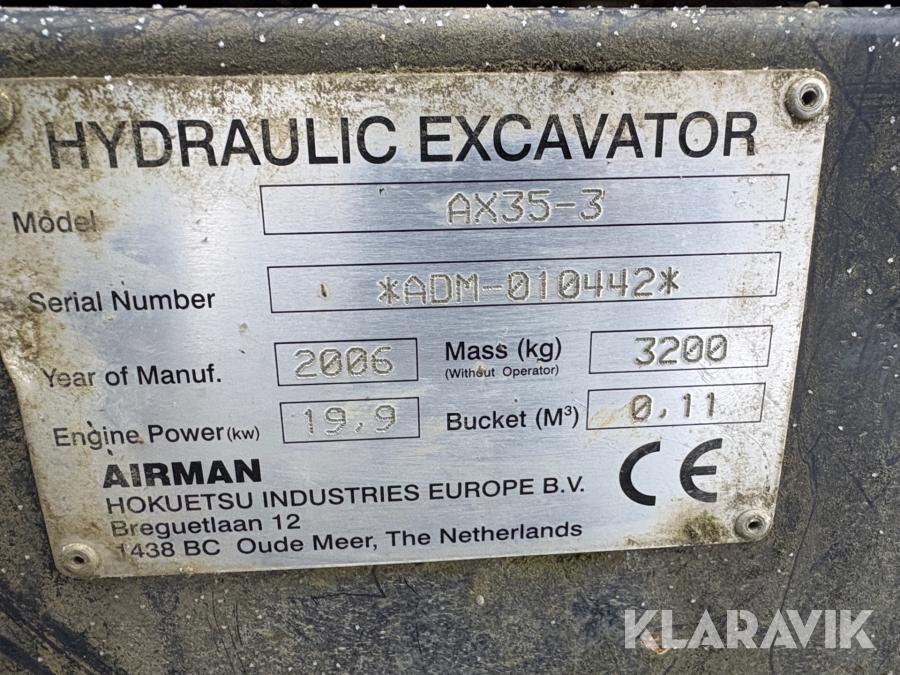 HYDRAULIC EXCAVATOR
Model AX35-3
Serial Number *ADM-010442*
Year of Manuf. 2006 Mass (kg) 3200
(Without Operator)
Engine Power (kw) 19,9 Bucket (M³) 0,11
AIRMAN
HOKUETSU INDUSTRIES EUROPE B.V.
Breguetlaan 12
1438 BC Oude Meer, The Netherlands
CE
KLARAVIK